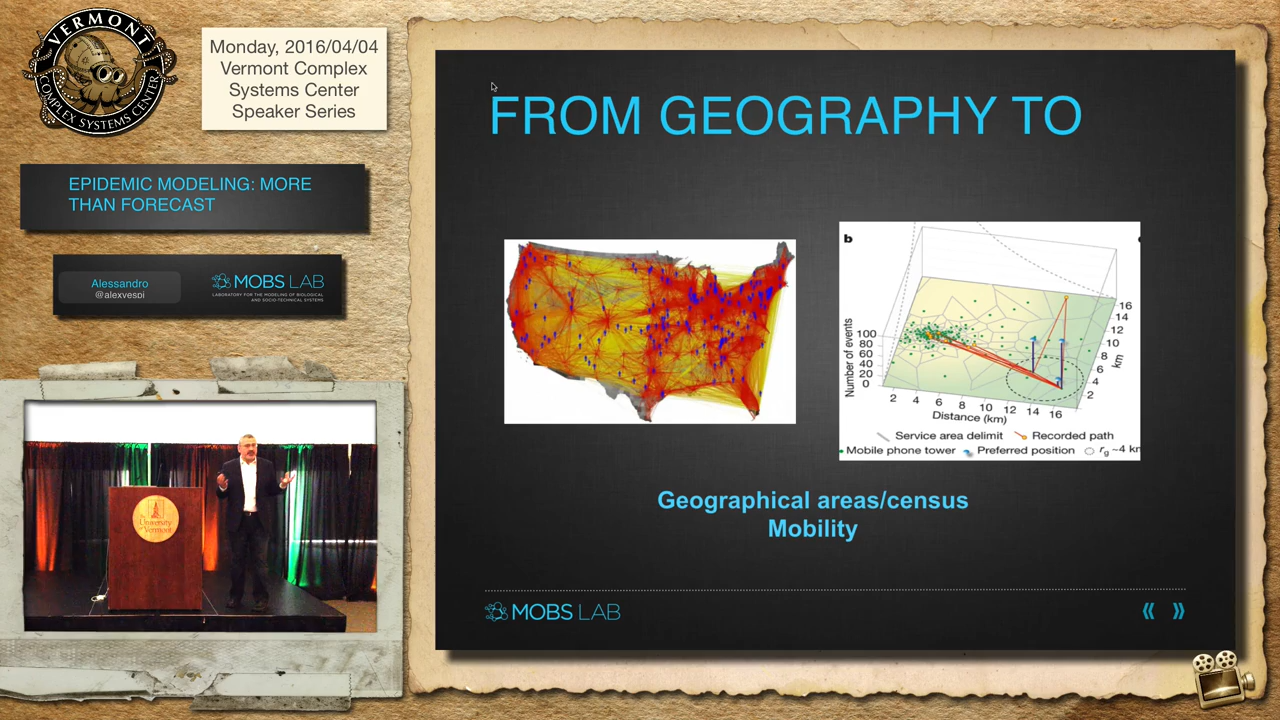 VERMONT
COMPLEX SYSTEMS CENTER
Monday, 2016/04/04
Vermont Complex
Systems Center
Speaker Series
EPIDEMIC MODELING: MORE
THAN FORECAST
Alessandro
@alexvespi
MOBS LAB
LABORATORY FOR THE MODELING OF BIOLOGICAL
AND SOCIO-TECHNICAL SYSTEMS
The
University
of Vermont
FROM GEOGRAPHY TO
b
Number of events
100
80
60
40
20
0
2 4 6 8 10 12 14 16
Distance (km)
16
14
12
10
8
6
4
2
km
Service area delimit
Recorded path
Mobile phone tower
Preferred position
rg ~4 km
Geographical areas/census
Mobility
MOBS LAB